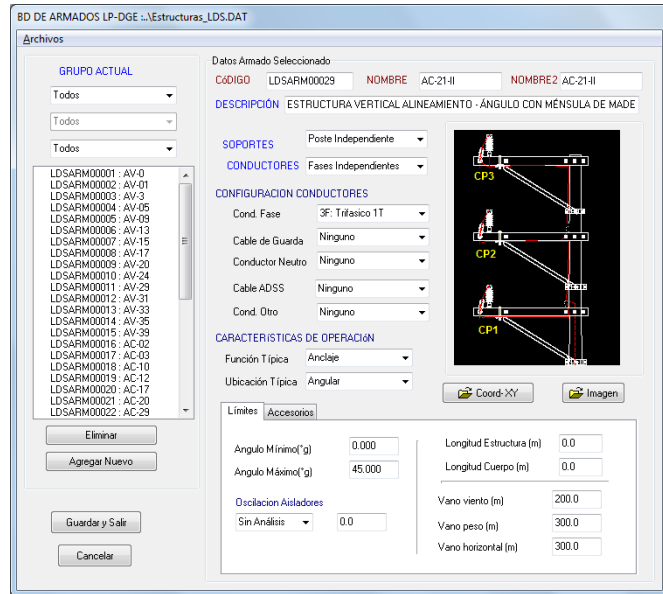 BD DE ARMADOS LP-DGE :..\Estructuras_LDS.DAT
Archivos
GRUPO ACTUAL
Todos
Todos
Todos
LDSARM00001 : AV-0
LDSARM00002 : AV-01
LDSARM00003 : AV-3
LDSARM00004 : AV-05
LDSARM00005 : AV-09
LDSARM00006 : AV-13
LDSARM00007 : AV-15
LDSARM00008 : AV-17
LDSARM00009 : AV-20
LDSARM00010 : AV-24
LDSARM00011 : AV-29
LDSARM00012 : AV-31
LDSARM00013 : AV-33
LDSARM00014 : AV-35
LDSARM00015 : AV-39
LDSARM00016 : AC-02
LDSARM00017 : AC-03
LDSARM00018 : AC-10
LDSARM00019 : AC-12
LDSARM00020 : AC-17
LDSARM00021 : AC-20
LDSARM00022 : AC-29
Eliminar
Agregar Nuevo
Guardar y Salir
Cancelar
Datos Armado Seleccionado
CóDIGO LDSARM00029 NOMBRE AC-21-II NOMBRE2 AC-21-II
DESCRIPCIÓN ESTRUCTURA VERTICAL ALINEAMIENTO - ÁNGULO CON MÉNSULA DE MADE
SOPORTES Poste Independiente
CONDUCTORES Fases Independientes
CONFIGURACION CONDUCTORES
Cond. Fase 3F: Trifasico 1T
Cable de Guarda Ninguno
Conductor Neutro Ninguno
Cable ADSS Ninguno
Cond. Otro Ninguno
CARACTERíSTICAS DE OPERACIóN
Función Típica Anclaje
Ubicación Típica Angular
CP3
CP2
CP1
Coord-XY Imagen
Límites Accesorios
Angulo Mínimo(°g) 0.000
Angulo Máximo(°g) 45.000
Oscilacion Aisladores
Sin Análisis 0.0
Longitud Estructura (m) 0.0
Longitud Cuerpo (m) 0.0
Vano viento (m) 200.0
Vano peso (m) 300.0
Vano horizontal (m) 300.0